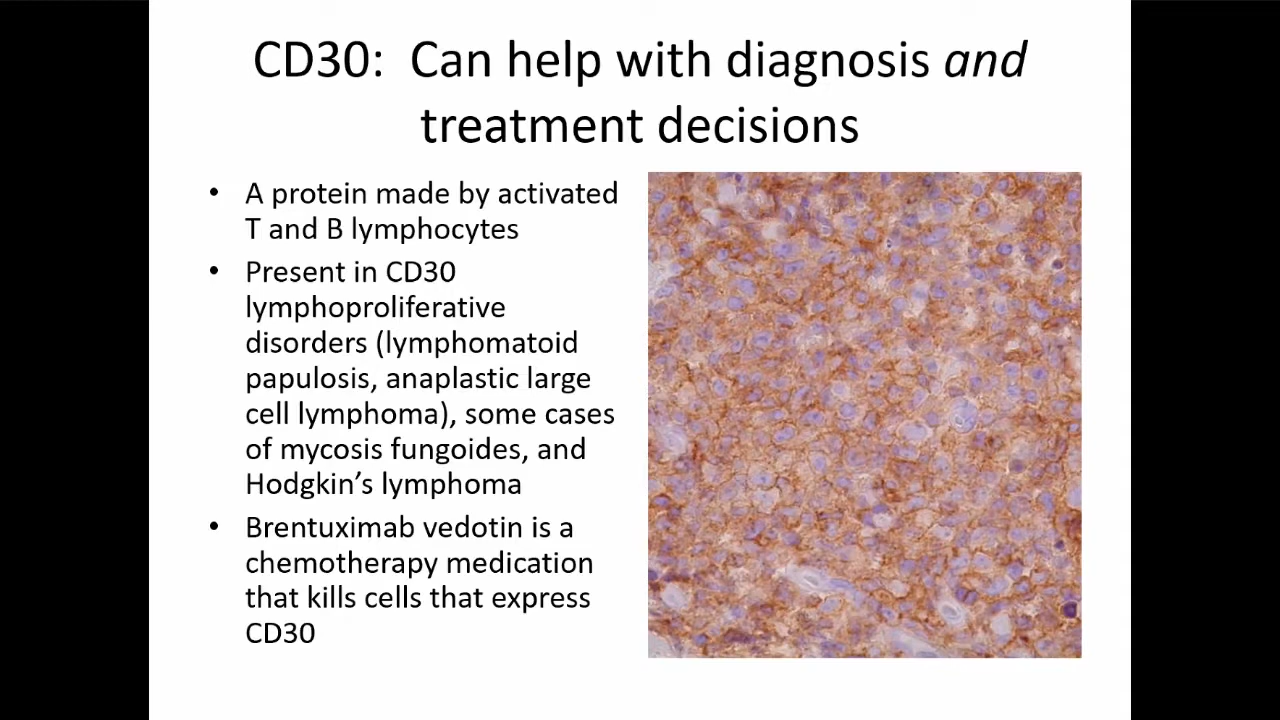 CD30:  Can help with diagnosis and
treatment decisions
• A protein made by activated
T and B lymphocytes
• Present in CD30
lymphoproliferative
disorders (lymphomatoid
papulosis, anaplastic large
cell lymphoma), some cases
of mycosis fungoides, and
Hodgkin’s lymphoma
• Brentuximab vedotin is a
chemotherapy medication
that kills cells that express
CD30